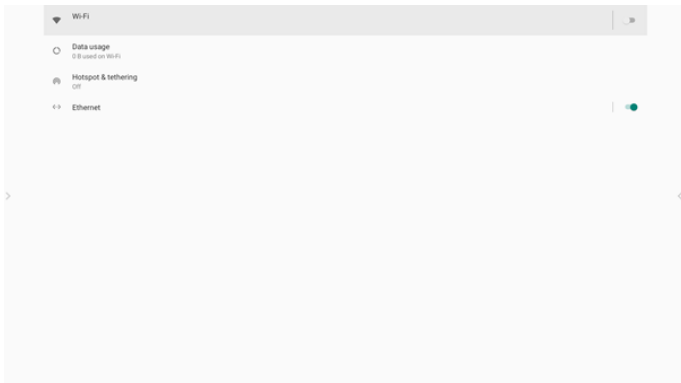 Wi-Fi
Data usage
0 B used on Wi-Fi
Hotspot & tethering
Off
Ethernet